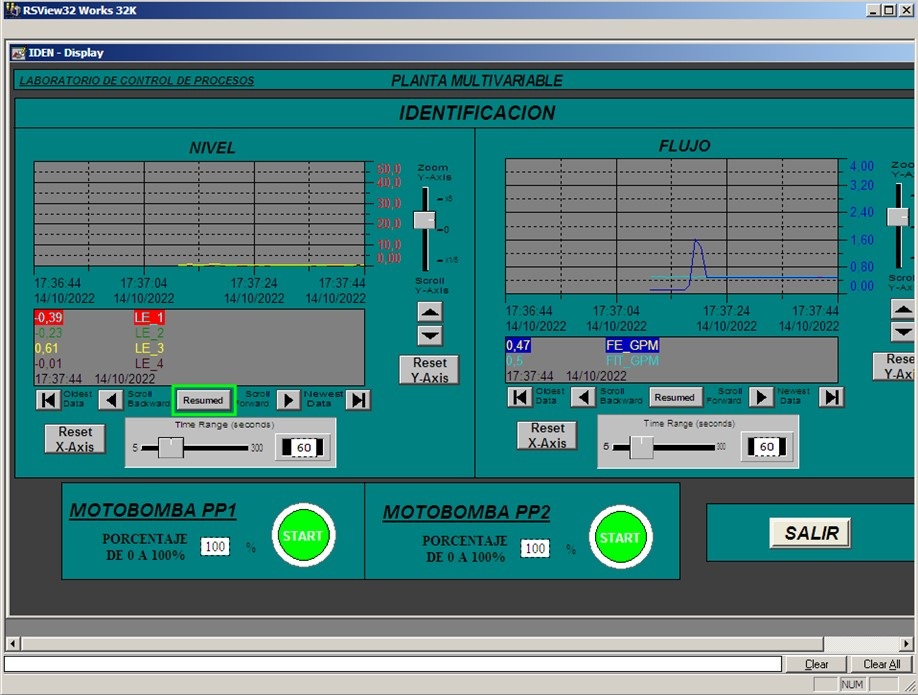 RSView32 Works 32K
IDEN - Display
LABORATORIO DE CONTROL DE PROCESOS
PLANTA MULTIVARIABLE
IDENTIFICACION
NIVEL
50,0
40,0
30,0
20,0
10,0
0,00
Zoom
Y-Axis
15
0
Scroll
Y-Axis
17:36:44 17:37:04 17:37:24 17:37:44
14/10/2022 14/10/2022 14/10/2022 14/10/2022
-0,39 LE_1
-0,23 LE_2
0,61 LE_3
-0,01 LE_4
17:37:44 14/10/2022
Reset
Y-Axis
Oldest
Data
Scroll
Backward
Resumed
Scroll
Forward
Newest
Data
Reset
X-Axis
Time Range (seconds)
5 300 60
FLUJO
4.00
3.20
2.40
1.60
0.80
0.00
Y-Axis
17:36:44 17:37:04 17:37:24 17:37:44
14/10/2022 14/10/2022 14/10/2022 14/10/2022
0,47 FE_GPM
0,5 FIT_GPM
17:37:44 14/10/2022
Rese
Y-Axis
Oldest
Data
Scroll
Backward
Resumed
Scroll
Forward
Newest
Data
Reset
X-Axis
Time Range (seconds)
5 300 60
MOTOBOMBA PP1
PORCENTAJE
DE 0 A 100%
100 %
START
MOTOBOMBA PP2
PORCENTAJE
DE 0 A 100%
100 %
START
SALIR
Clear
Clear All
NUM